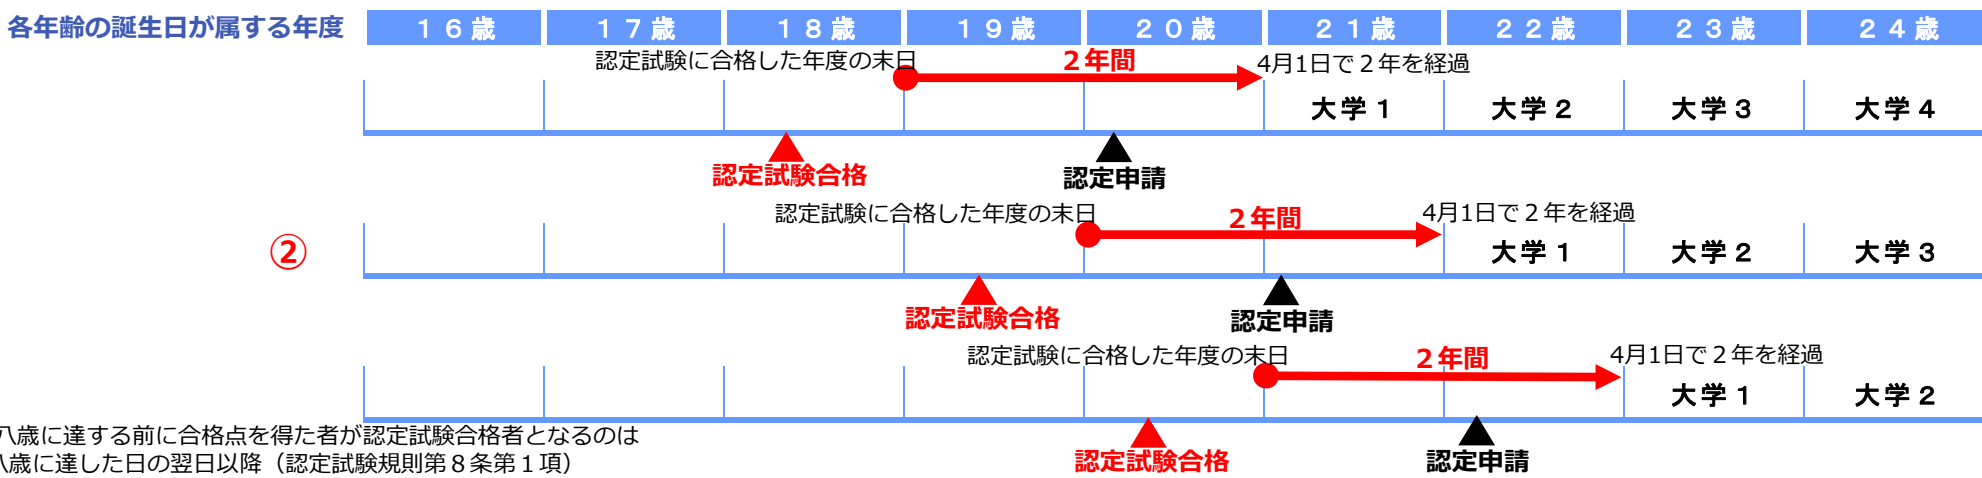 各年齢の誕生日が属する年度 １６歳 １７歳 １８歳 １９歳 ２０歳 ２１歳 ２２歳 ２３歳 ２４歳
認定試験に合格した年度の末日 ２年間 4月1日で２年を経過
大学１ 大学２ 大学３ 大学４
認定試験合格 認定申請
認定試験に合格した年度の末日 ２年間 4月1日で２年を経過
② 大学１ 大学２ 大学３
認定試験合格 認定申請
認定試験に合格した年度の末日 ２年間 4月1日で２年を経過
大学１ 大学２
認定試験合格 認定申請
八歳に達する前に合格点を得た者が認定試験合格者となるのは
八歳に達した日の翌日以降（認定試験規則第８条第１項）